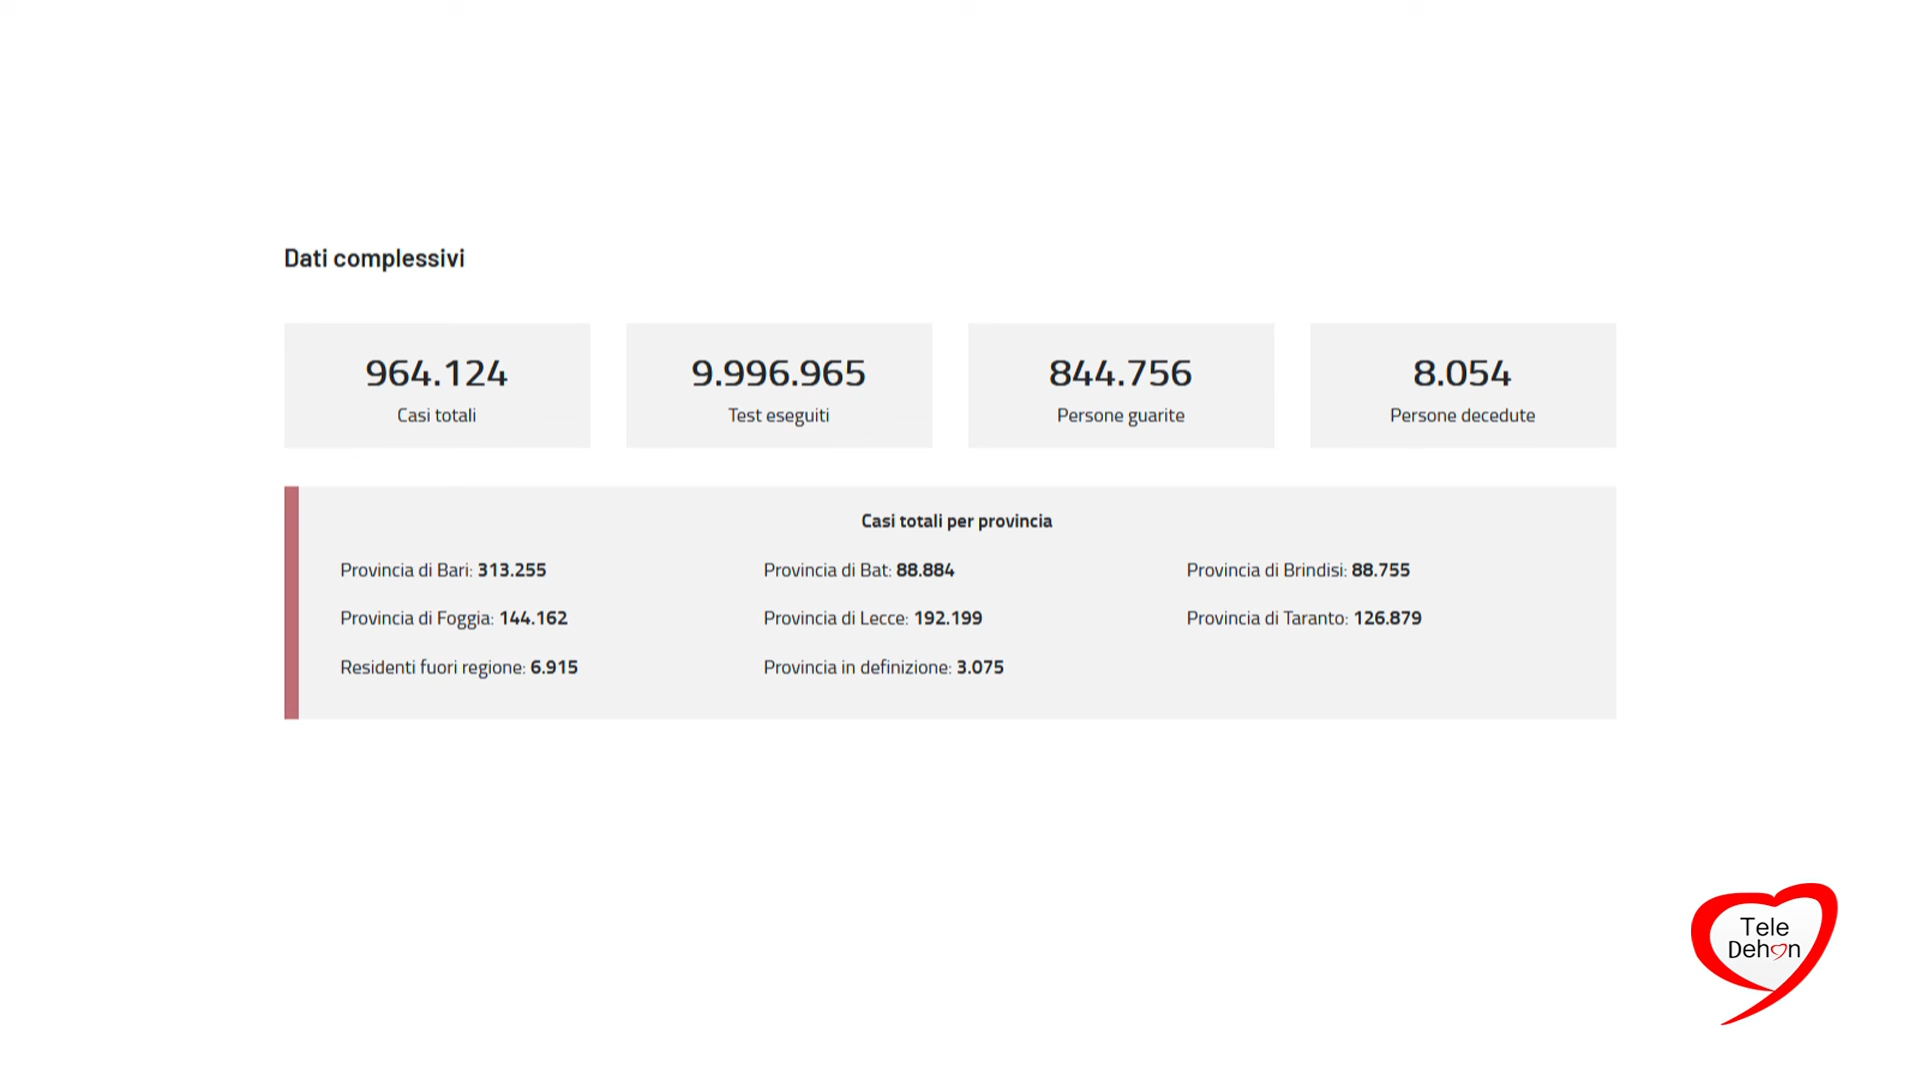 Dati complessivi
964.124
Casi totali
9.996.965
Test eseguiti
844.756
Persone guarite
8.054
Persone decedute
Casi totali per provincia
Provincia di Bari: 313.255
Provincia di Bat: 88.884
Provincia di Brindisi: 88.755
Provincia di Foggia: 144.162
Provincia di Lecce: 192.199
Provincia di Taranto: 126.879
Residenti fuori regione: 6.915
Provincia in definizione: 3.075
Tele
Dehon